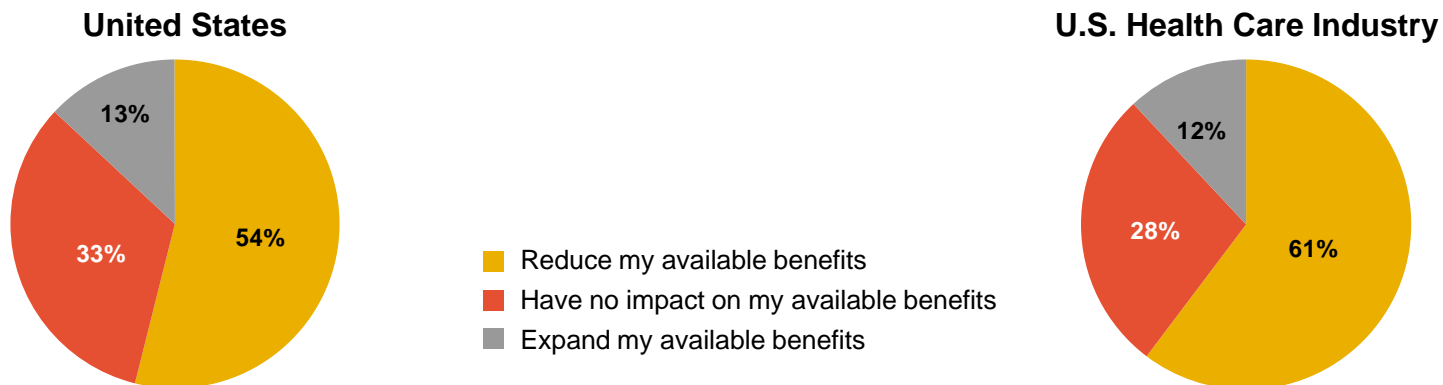 United States
13%
33%
54%
Reduce my available benefits
Have no impact on my available benefits
Expand my available benefits
U.S. Health Care Industry
12%
28%
61%